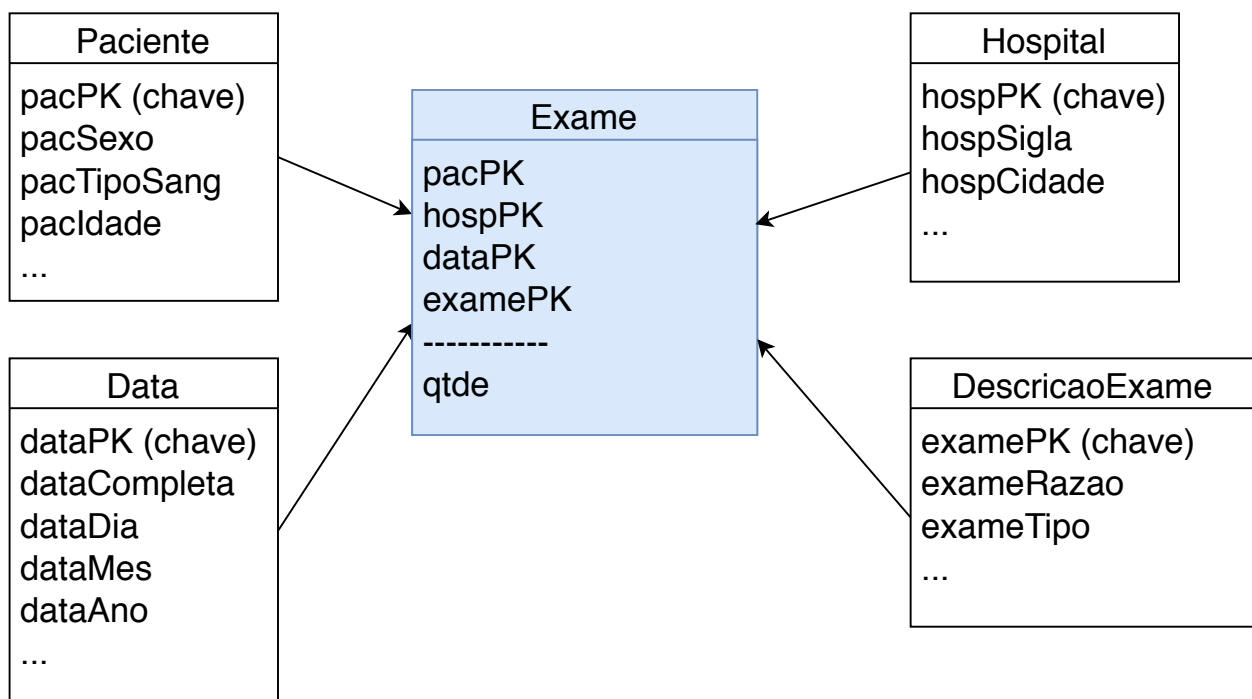 Paciente
pacPK (chave)
pacSexo
pacTipoSang
pacIdade
...
Data
dataPK (chave)
dataCompleta
dataDia
dataMes
dataAno
...
Exame
pacPK
hospPK
dataPK
examePK
-----------
qtde
Hospital
hospPK (chave)
hospSigla
hospCidade
...
DescricaoExame
examePK (chave)
exameRazao
exameTipo
...